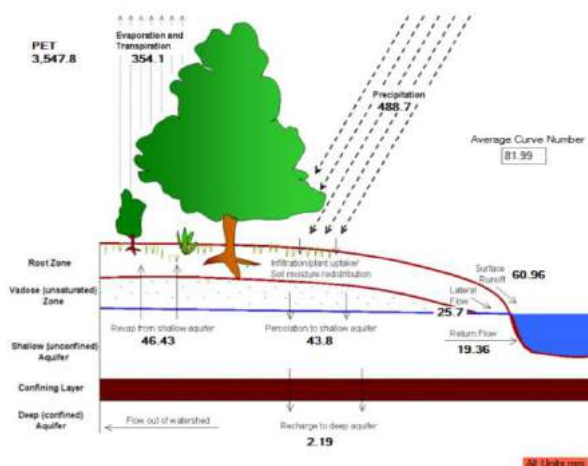 PET
3,547.8
Evaporation and
Transpiration
354.1
Precipitation
488.7
Average Curve Number
81.99
Root Zone
Infiltration/plant uptake/
Soil moisture redistribution
Surface
Runoff
60.96
Vadose (unsaturated)
Zone
Lateral
Flow
25.7
Revap from shallow aquifer
46.43
Percolation to shallow aquifer
43.8
Return Flow
19.36
Shallow (unconfined)
Aquifer
Confining Layer
Deep (confined)
Aquifer
Flow out of watershed
Recharge to deep aquifer
2.19
All Units mm